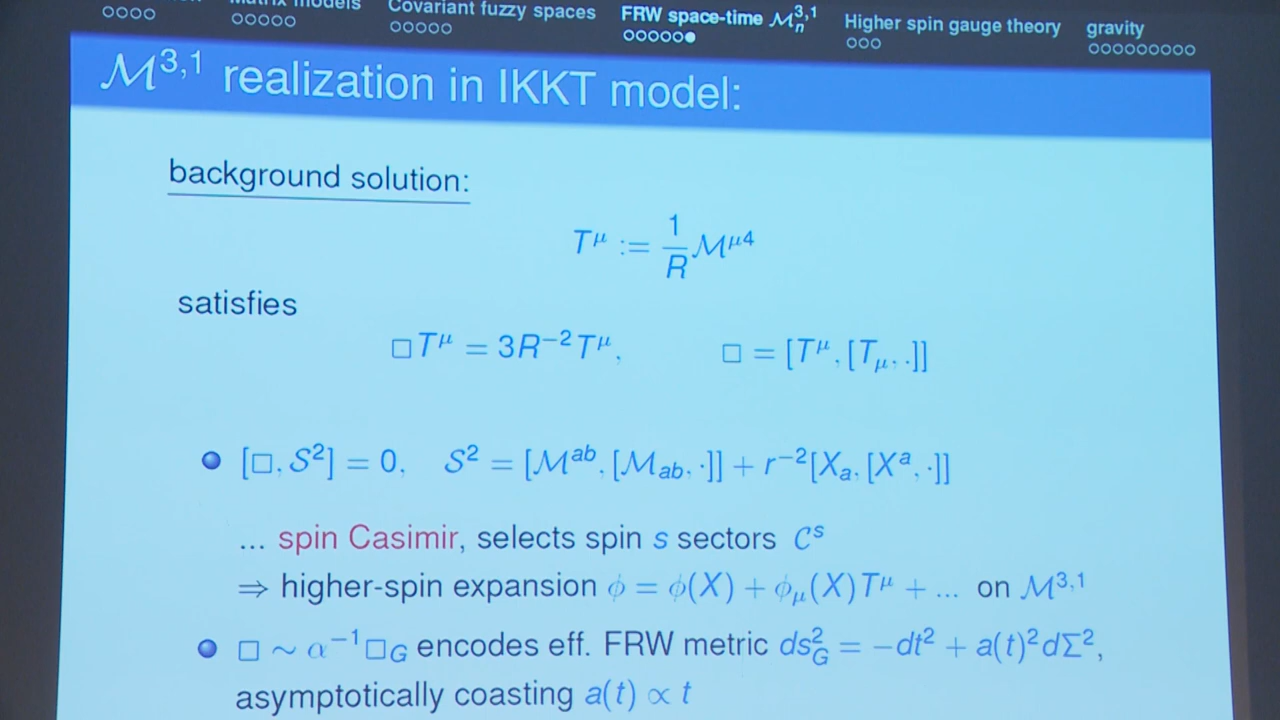 Matrix models Covariant fuzzy spaces FRW space-time 𝓜ₙ³,¹ Higher spin gauge theory gravity
𝓜³,¹ realization in IKKT model:
background solution:
T^μ := 1/R 𝓜^μ4
satisfies
□T^μ = 3R⁻²T^μ, □ = [T^μ, [T_μ, .]]
[□, 𝒮²] = 0, 𝒮² = [𝓜^ab, [𝓜_ab, ·]] + r⁻²[X_a, [X^a, ·]]
... spin Casimir, selects spin s sectors 𝒞^s
⇒ higher-spin expansion ϕ = ϕ(X) + ϕ_μ(X)T^μ + ... on 𝓜³,¹
□ ∼ α⁻¹□_G encodes eff. FRW metric ds²_G = −dt² + a(t)²dΣ²,
asymptotically coasting a(t) ∝ t